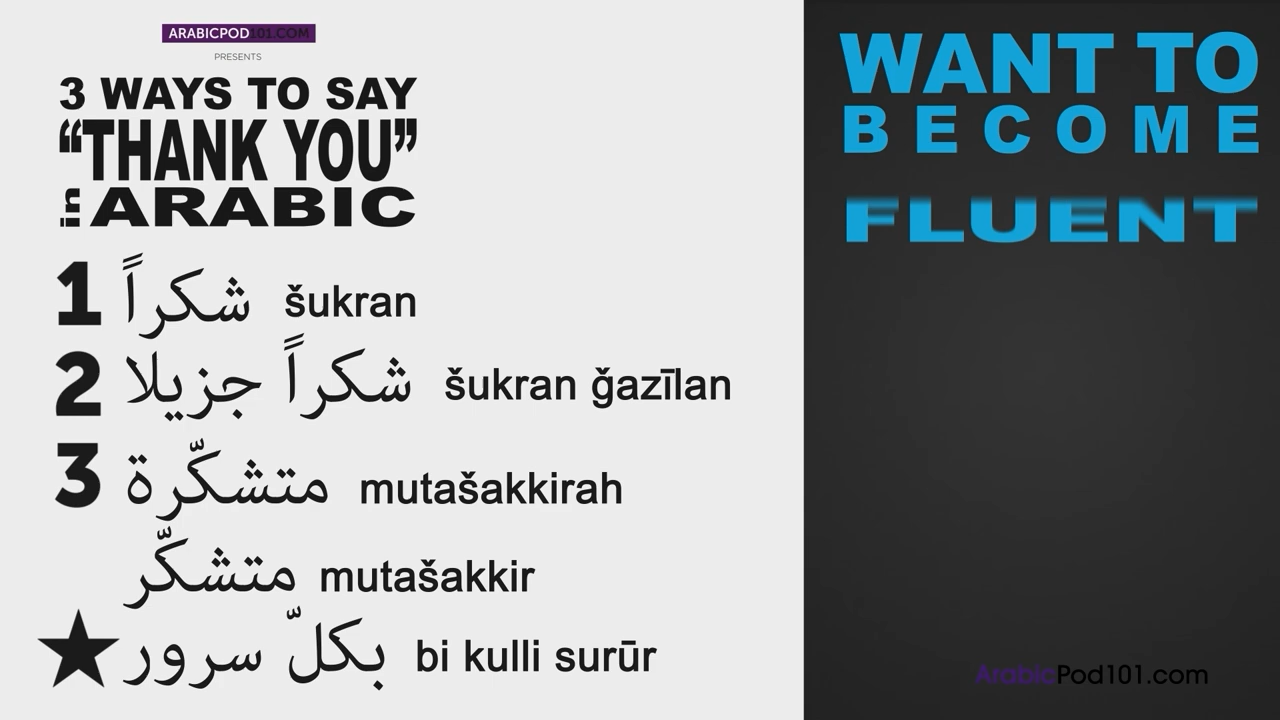 ARABICPOD101.COM
PRESENTS
3 WAYS TO SAY
“THANK YOU”
in ARABIC
1 شكراً šukran
2 شكراً جزيلا šukran ğazīlan
3 متشكّرة mutašakkirah
متشكّر mutašakkir
★ بكلّ سرور bi kulli surūr
WANT TO
BECOME
FLUENT
ArabicPod101.com